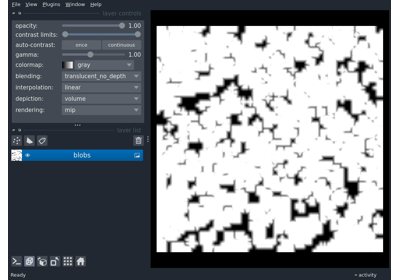 File View Plugins Window Help
layer controls
opacity: 1.00
contrast limits:
auto-contrast: once continuous
gamma: 1.00
colormap: gray
blending: translucent_no_depth
interpolation: linear
depiction: volume
rendering: mip
layer list
blobs
Ready activity